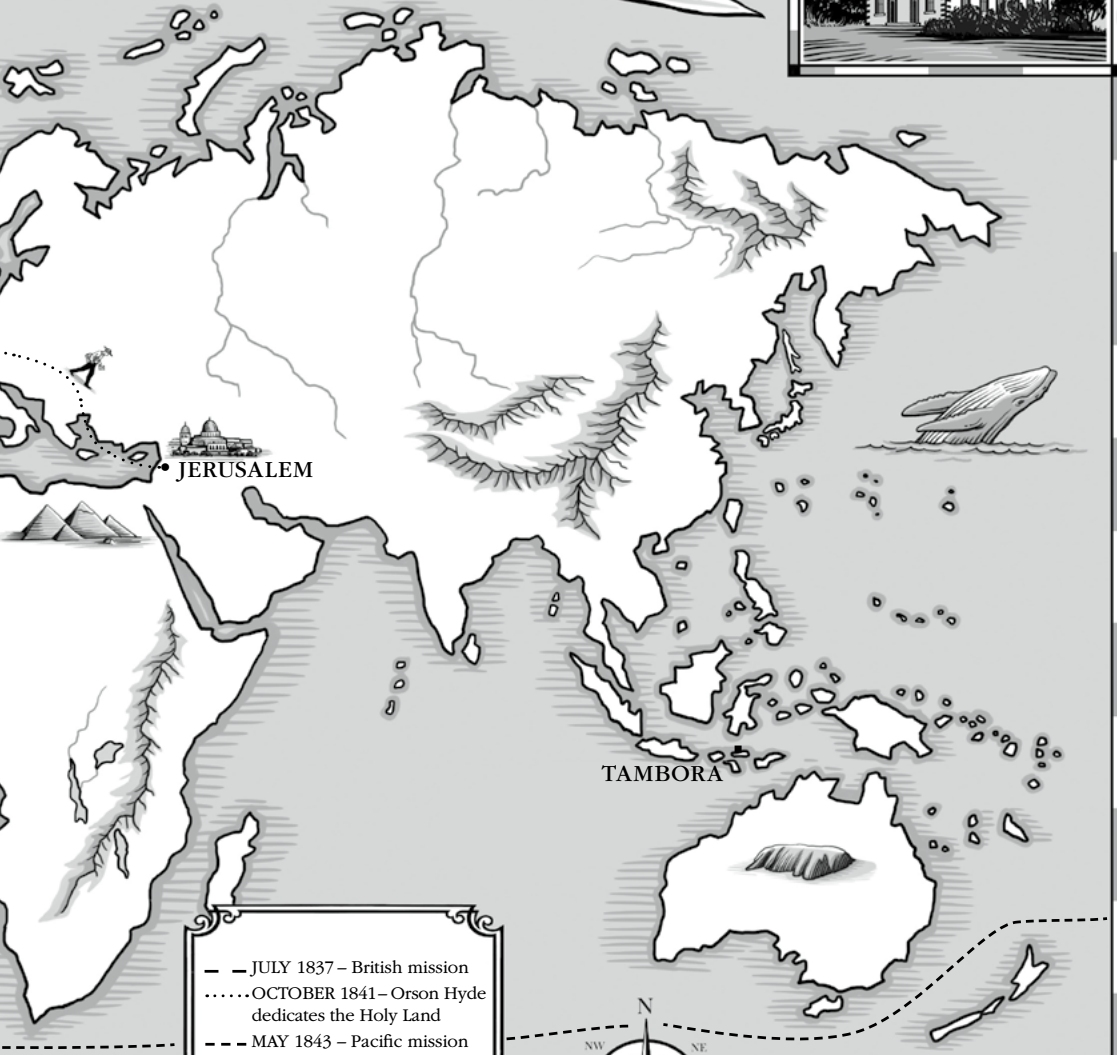 JERUSALEM
TAMBORA
JULY 1837 – British mission
OCTOBER 1841 – Orson Hyde
dedicates the Holy Land
MAY 1843 – Pacific mission
N
NW
NE